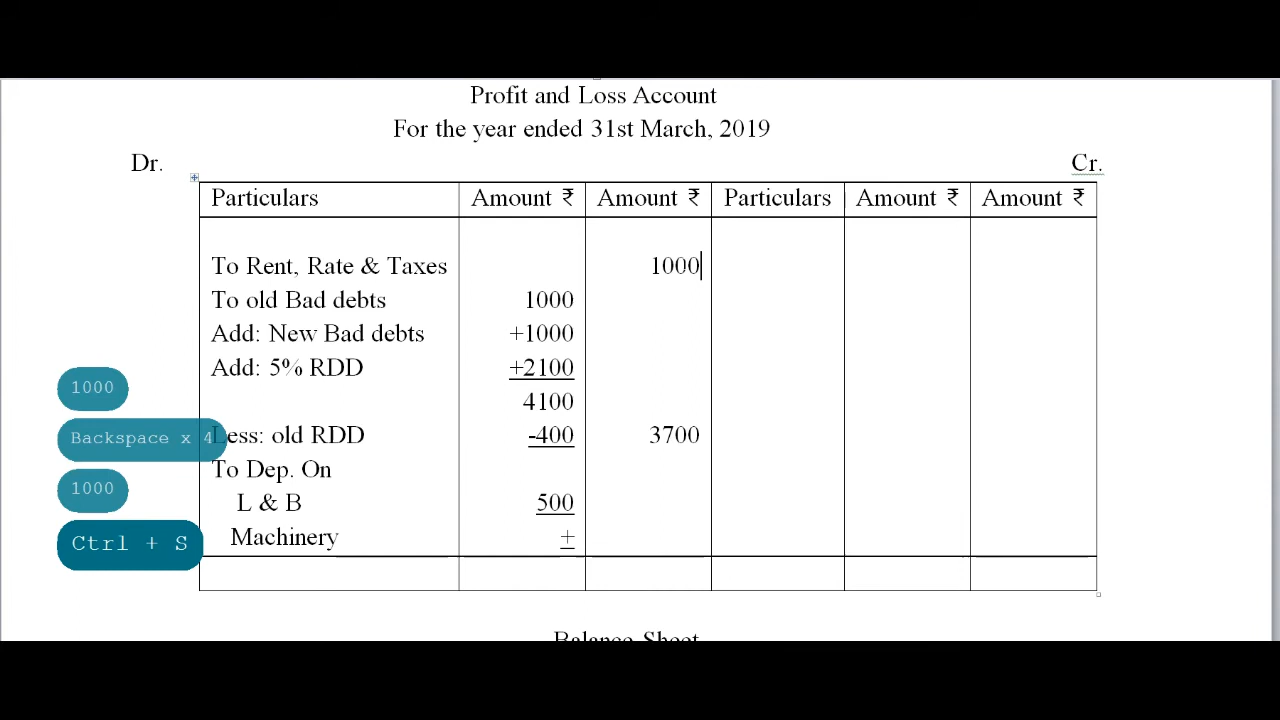 Profit and Loss Account
For the year ended 31st March, 2019
Dr. Cr.
Particulars Amount ₹ Amount ₹ Particulars Amount ₹ Amount ₹
To Rent, Rate & Taxes 1000
To old Bad debts 1000
Add: New Bad debts +1000
Add: 5% RDD +2100
4100
Less: old RDD -400 3700
To Dep. On
L & B 500
Machinery +
1000
Backspace x 4
1000
Ctrl + S
Balance Sheet